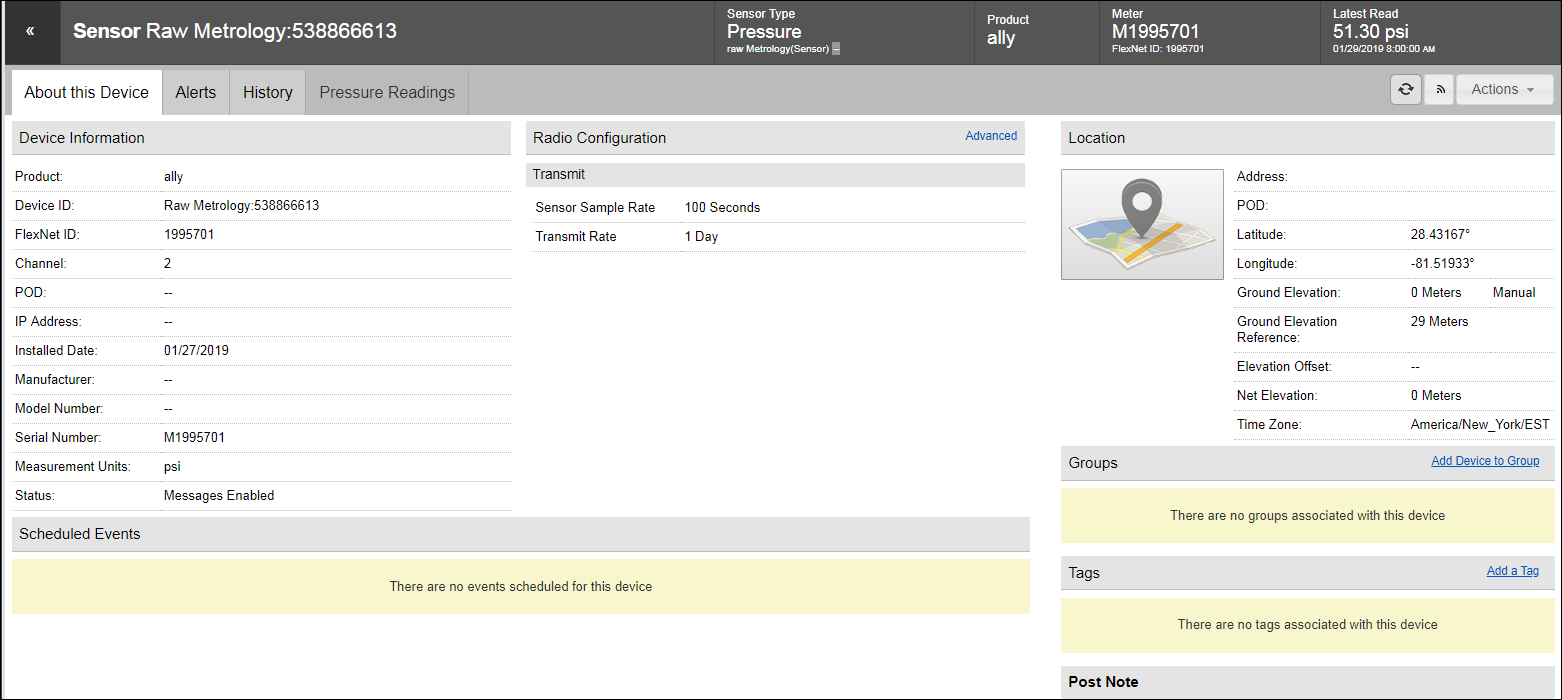 «
Sensor Raw Metrology:538866613
Sensor Type
Pressure
raw Metrology(Sensor) --
Product
ally
Meter
M1995701
FlexNet ID: 1995701
Latest Read
51.30 psi
01/29/2019 8:00:00 AM
About this Device
Alerts
History
Pressure Readings
Actions
Device Information
Product: ally
Device ID: Raw Metrology:538866613
FlexNet ID: 1995701
Channel: 2
POD: --
IP Address: --
Installed Date: 01/27/2019
Manufacturer: --
Model Number: --
Serial Number: M1995701
Measurement Units: psi
Status: Messages Enabled
Radio Configuration Advanced
Transmit
Sensor Sample Rate 100 Seconds
Transmit Rate 1 Day
Scheduled Events
There are no events scheduled for this device
Location
Address:
POD:
Latitude: 28.43167°
Longitude: -81.51933°
Ground Elevation: 0 Meters Manual
Ground Elevation 29 Meters
Reference:
Elevation Offset: --
Net Elevation: 0 Meters
Time Zone: America/New_York/EST
Groups Add Device to Group
There are no groups associated with this device
Tags Add a Tag
There are no tags associated with this device
Post Note